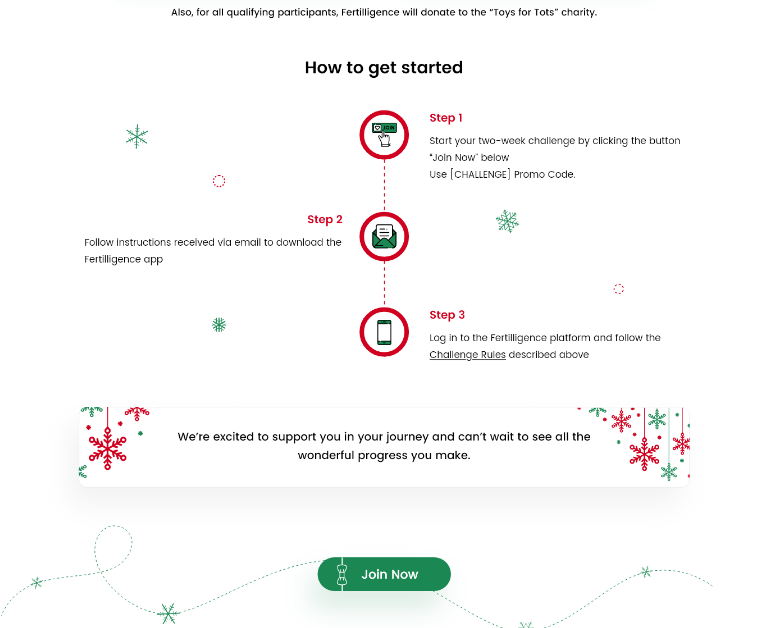 Also, for all qualifying participants, Fertilligence will donate to the “Toys for Tots” charity.
How to get started
Step 1
Start your two-week challenge by clicking the button
“Join Now” below
Use [CHALLENGE] Promo Code.
Step 2
Follow instructions received via email to download the
Fertilligence app
Step 3
Log in to the Fertilligence platform and follow the
Challenge Rules described above
We’re excited to support you in your journey and can’t wait to see all the
wonderful progress you make.
Join Now